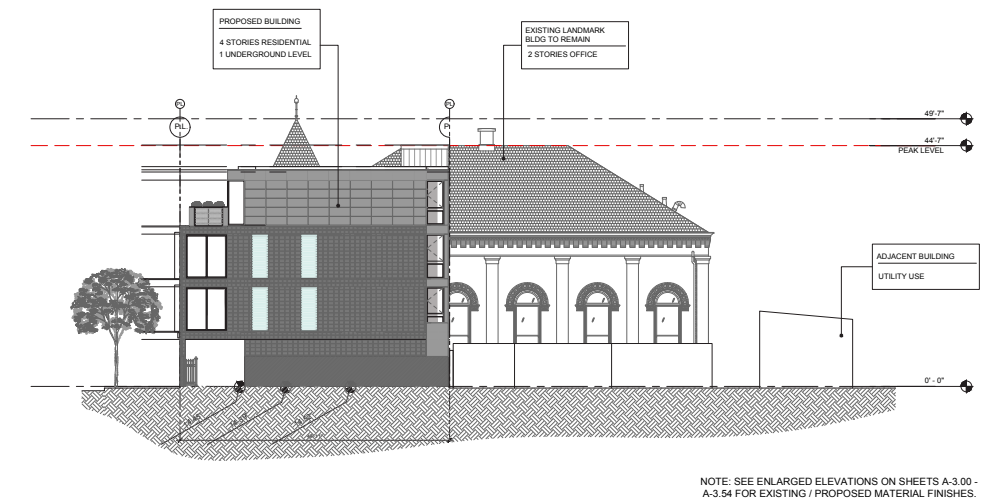 PROPOSED BUILDING
4 STORIES RESIDENTIAL
1 UNDERGROUND LEVEL
EXISTING LANDMARK
BLDG TO REMAIN
2 STORIES OFFICE
PL
PL
49'-7"
P.L.
44'-7"
PEAK LEVEL
ADJACENT BUILDING
UTILITY USE
0' - 0"
NOTE: SEE ENLARGED ELEVATIONS ON SHEETS A-3.00 -
A-3.54 FOR EXISTING / PROPOSED MATERIAL FINISHES.